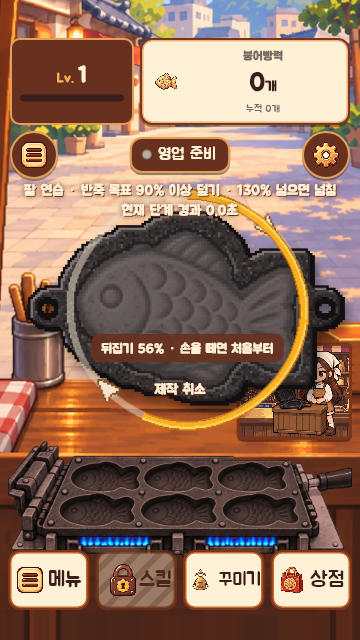 Lv.1
붕어빵력
0개
누적 0개
영업 준비
팥 연습 · 반죽 목표 90% 이상 덮기 · 130% 넘으면 넘침
현재 단계 경과 0.0초
뒤집기 56% · 손을 떼면 처음부터
제작 취소
메뉴
스킬
꾸미기
상점